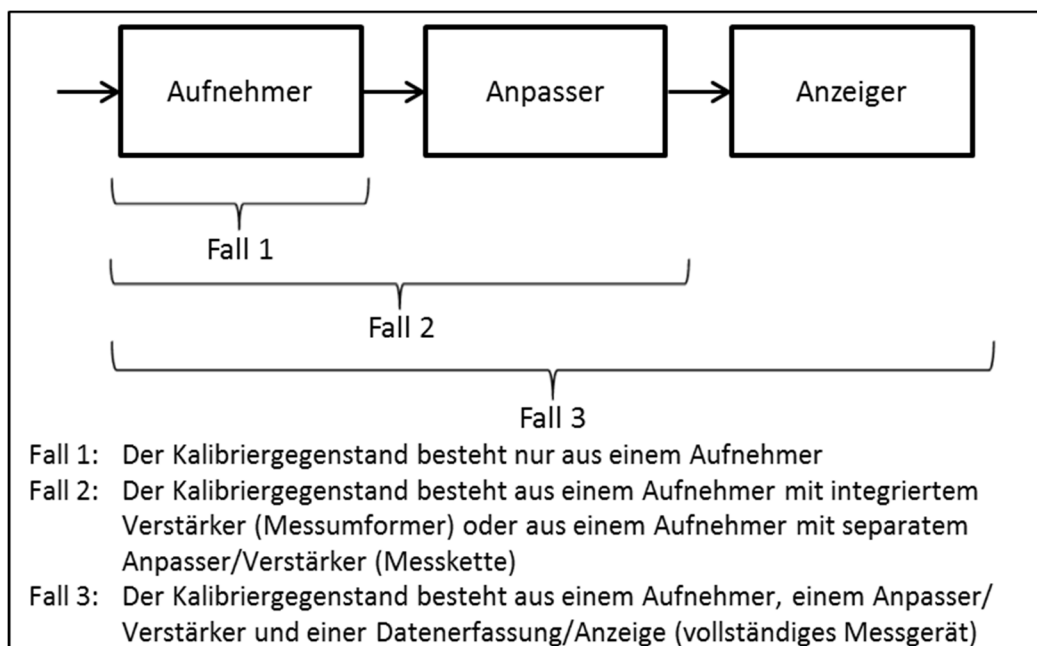 Aufnehmer
Anpasser
Anzeiger
Fall 1
Fall 2
Fall 3
Fall 1: Der Kalibriergegenstand besteht nur aus einem Aufnehmer
Fall 2: Der Kalibriergegenstand besteht aus einem Aufnehmer mit integriertem
Verstärker (Messumformer) oder aus einem Aufnehmer mit separatem
Anpasser/Verstärker (Messkette)
Fall 3: Der Kalibriergegenstand besteht aus einem Aufnehmer, einem Anpasser/
Verstärker und einer Datenerfassung/Anzeige (vollständiges Messgerät)